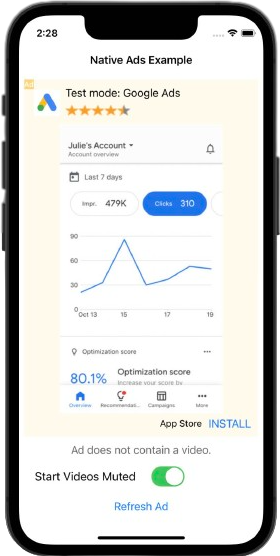 2:28
Native Ads Example
Ad
Test mode: Google Ads
Julie's Account
Account overview
Last 7 days
Impr. 479K
Clicks 310
90
60
30
0
Oct 13 15 17 19
Optimization score
80.1% Optimization score
Increase your score by
Overview Recommendati... Campaigns More
App Store INSTALL
Ad does not contain a video.
Start Videos Muted
Refresh Ad